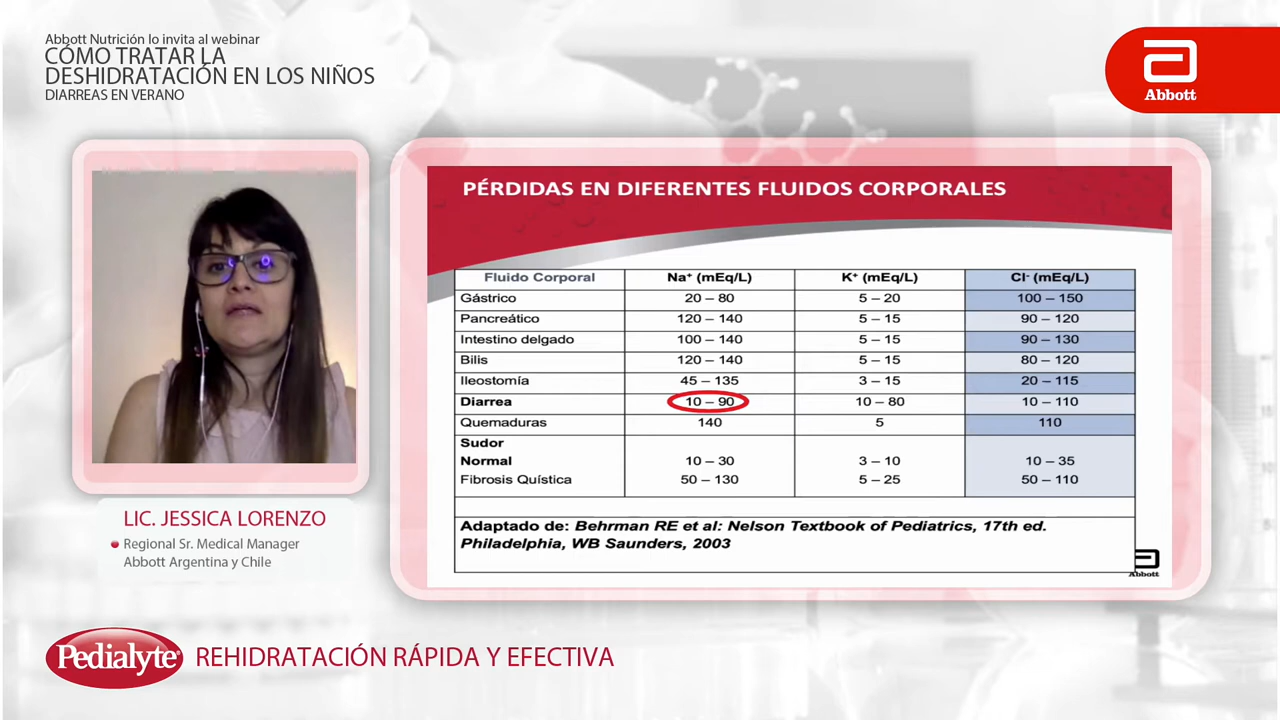 Abbott Nutrición lo invita al webinar
CÓMO TRATAR LA
DESHIDRATACIÓN EN LOS NIÑOS
DIARREAS EN VERANO
Abbott
PÉRDIDAS EN DIFERENTES FLUIDOS CORPORALES
Fluido Corporal Na⁺ (mEq/L) K⁺ (mEq/L) Cl⁻ (mEq/L)
Gástrico 20 – 80 5 – 20 100 – 150
Pancreático 120 – 140 5 – 15 90 – 120
Intestino delgado 100 – 140 5 – 15 90 – 130
Bilis 120 – 140 5 – 15 80 – 120
Ileostomía 45 – 135 3 – 15 20 – 115
Diarrea 10 – 90 10 – 80 10 – 110
Quemaduras 140 5 110
Sudor
Normal 10 – 30 3 – 10 10 – 35
Fibrosis Quística 50 – 130 5 – 25 50 – 110
Adaptado de: Behrman RE et al: Nelson Textbook of Pediatrics, 17th ed.
Philadelphia, WB Saunders, 2003
Abbott
LIC. JESSICA LORENZO
Regional Sr. Medical Manager
Abbott Argentina y Chile
Pedialyte®
REHIDRATACIÓN RÁPIDA Y EFECTIVA